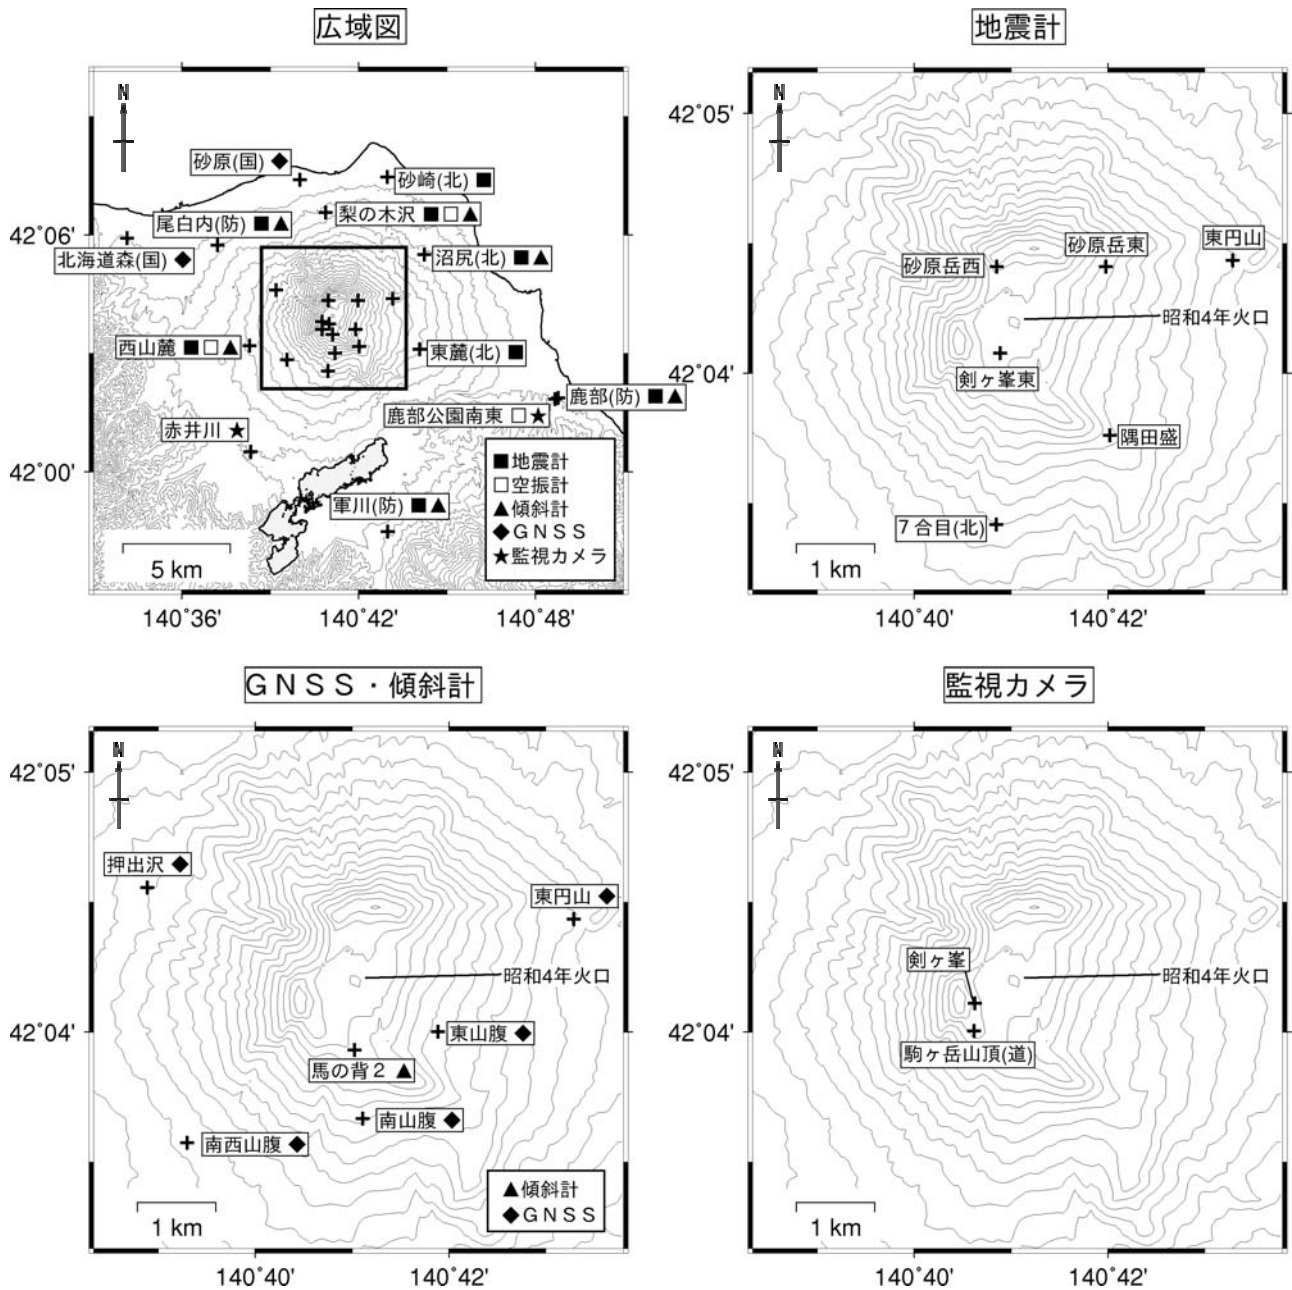 広域図
N
砂原(国) ◆
砂崎(北) ■
尾白内(防) ■▲
梨の木沢 ■□▲
42°06'
北海道森(国) ◆
沼尻(北) ■▲
西山麓 ■□▲
東麓(北) ■
鹿部(防) ■▲
鹿部公園南東 □★
赤井川 ★
42°00'
軍川(防) ■▲
■地震計
□空振計
▲傾斜計
◆GNSS
★監視カメラ
5 km
140°36'
140°42'
140°48'
地震計
42°05'
N
東円山
砂原岳東
砂原岳西
昭和4年火口
42°04'
剣ヶ峯東
隅田盛
7合目(北)
1 km
140°40'
140°42'
GNSS・傾斜計
N
42°05'
押出沢 ◆
東円山 ◆
昭和4年火口
42°04'
東山腹 ◆
馬の背2 ▲
南山腹 ◆
南西山腹 ◆
▲傾斜計
◆GNSS
1 km
140°40'
140°42'
監視カメラ
N
42°05'
剣ヶ峯
昭和4年火口
42°04'
駒ヶ岳山頂(道)
1 km
140°40'
140°42'